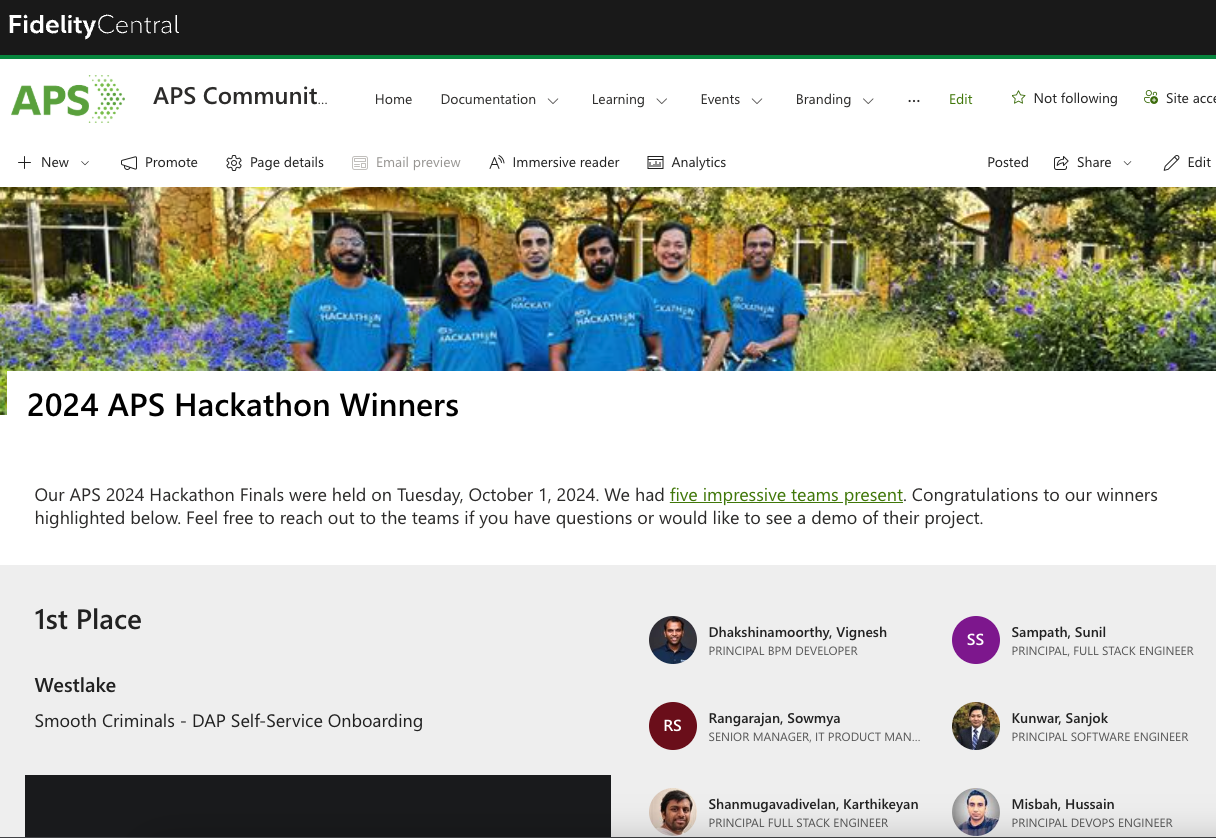 FidelityCentral
APS
APS Communit...
Home
Documentation
Learning
Events
Branding
...
Edit
Not following
Site acce
New
Promote
Page details
Email preview
Immersive reader
Analytics
Posted
Share
Edit
HACKATHON
HACKATHON
HACKATHON
HACKATHON
2024 APS Hackathon Winners
Our APS 2024 Hackathon Finals were held on Tuesday, October 1, 2024. We had five impressive teams present. Congratulations to our winners
highlighted below. Feel free to reach out to the teams if you have questions or would like to see a demo of their project.
1st Place
Westlake
Smooth Criminals - DAP Self-Service Onboarding
Dhakshinamoorthy, Vignesh
PRINCIPAL BPM DEVELOPER
SS
Sampath, Sunil
PRINCIPAL, FULL STACK ENGINEER
RS
Rangarajan, Sowmya
SENIOR MANAGER, IT PRODUCT MAN...
Kunwar, Sanjok
PRINCIPAL SOFTWARE ENGINEER
Shanmugavadivelan, Karthikeyan
PRINCIPAL FULL STACK ENGINEER
Misbah, Hussain
PRINCIPAL DEVOPS ENGINEER